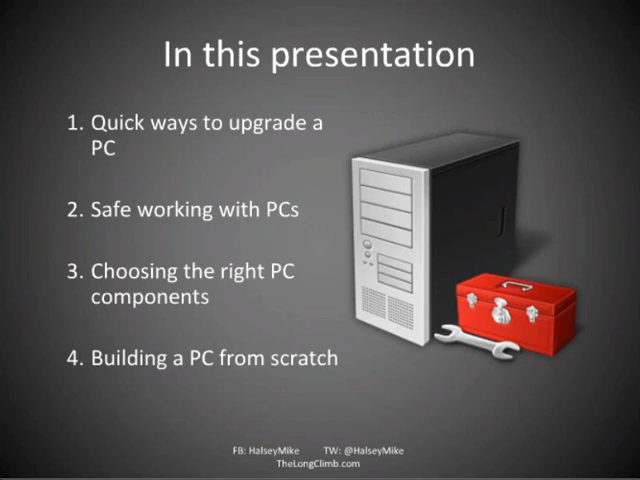 In this presentation
1. Quick ways to upgrade a
PC
2. Safe working with PCs
3. Choosing the right PC
components
4. Building a PC from scratch
FB: HalseyMike TW: @HalseyMike
TheLongClimb.com